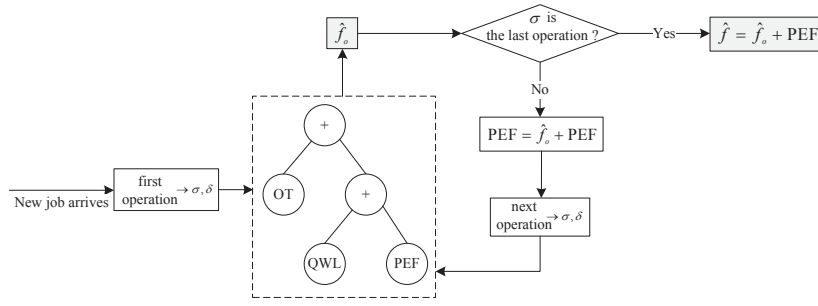 New job arrives
first
operation → σ, δ
+
OT
+
QWL
PEF
f̂ₒ
σ is
the last operation ?
Yes
f̂ = f̂ₒ + PEF
No
PEF = f̂ₒ + PEF
next
operation → σ, δ